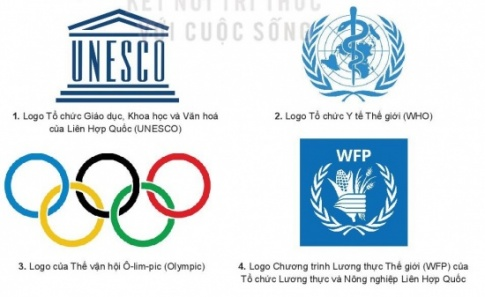 KẾT NỐI TRI THỨC
VỚI CUỘC SỐNG
UNESCO
1. Logo Tổ chức Giáo dục, Khoa học và Văn hoá
của Liên Hợp Quốc (UNESCO)
2. Logo Tổ chức Y tế Thế giới (WHO)
WFP
3. Logo của Thế vận hội Ô-lim-pic (Olympic)
4. Logo Chương trình Lương thực Thế giới (WFP) của
Tổ chức Lương thực và Nông nghiệp Liên Hợp Quốc